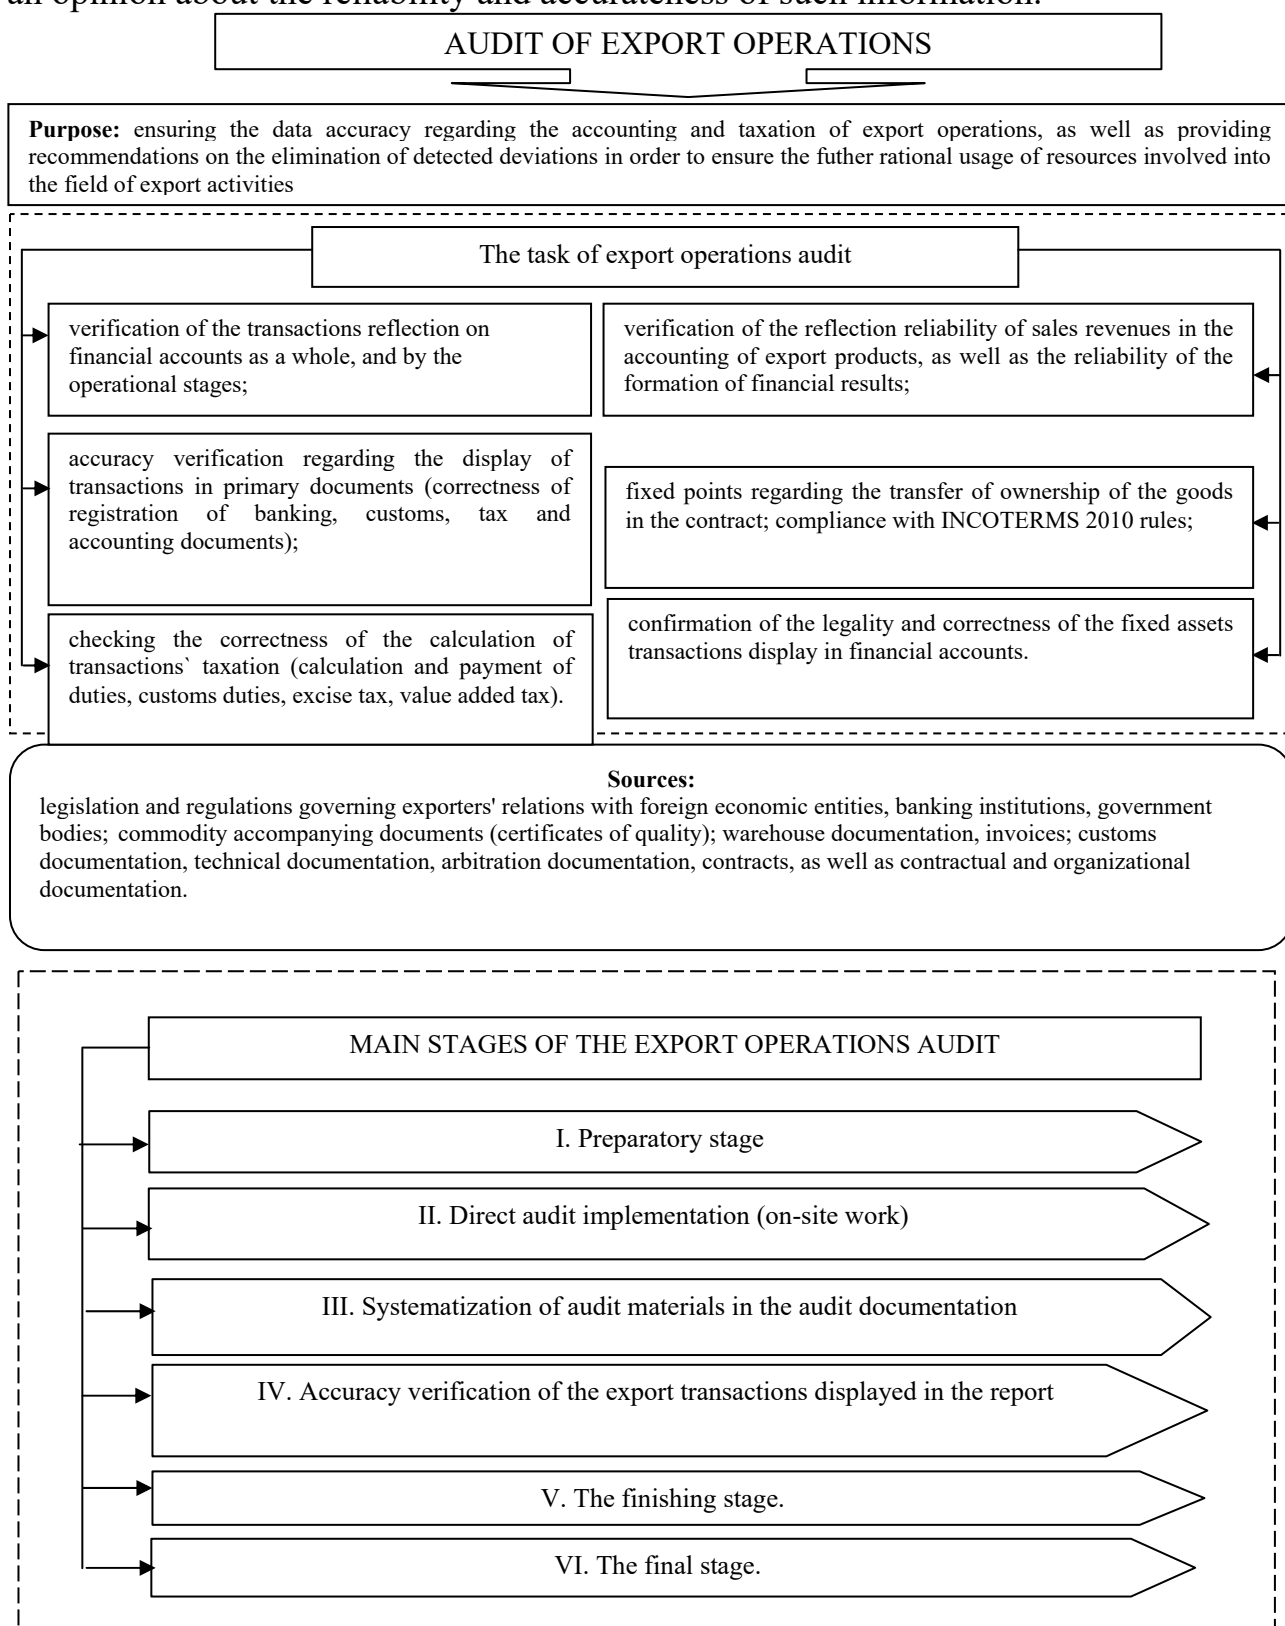 an opinion about the reliability and accurateness of such information.
AUDIT OF EXPORT OPERATIONS
Purpose: ensuring the data accuracy regarding the accounting and taxation of export operations, as well as providing
recommendations on the elimination of detected deviations in order to ensure the futher rational usage of resources involved into
the field of export activities
The task of export operations audit
verification of the transactions reflection on
financial accounts as a whole, and by the
operational stages;
accuracy verification regarding the display of
transactions in primary documents (correctness of
registration of banking, customs, tax and
accounting documents);
checking the correctness of the calculation of
transactions` taxation (calculation and payment of
duties, customs duties, excise tax, value added tax).
verification of the reflection reliability of sales revenues in the
accounting of export products, as well as the reliability of the
formation of financial results;
fixed points regarding the transfer of ownership of the goods
in the contract; compliance with INCOTERMS 2010 rules;
confirmation of the legality and correctness of the fixed assets
transactions display in financial accounts.
Sources:
legislation and regulations governing exporters' relations with foreign economic entities, banking institutions, government
bodies; commodity accompanying documents (certificates of quality); warehouse documentation, invoices; customs
documentation, technical documentation, arbitration documentation, contracts, as well as contractual and organizational
documentation.
MAIN STAGES OF THE EXPORT OPERATIONS AUDIT
I. Preparatory stage
II. Direct audit implementation (on-site work)
III. Systematization of audit materials in the audit documentation
IV. Accuracy verification of the export transactions displayed in the report
V. The finishing stage.
VI. The final stage.